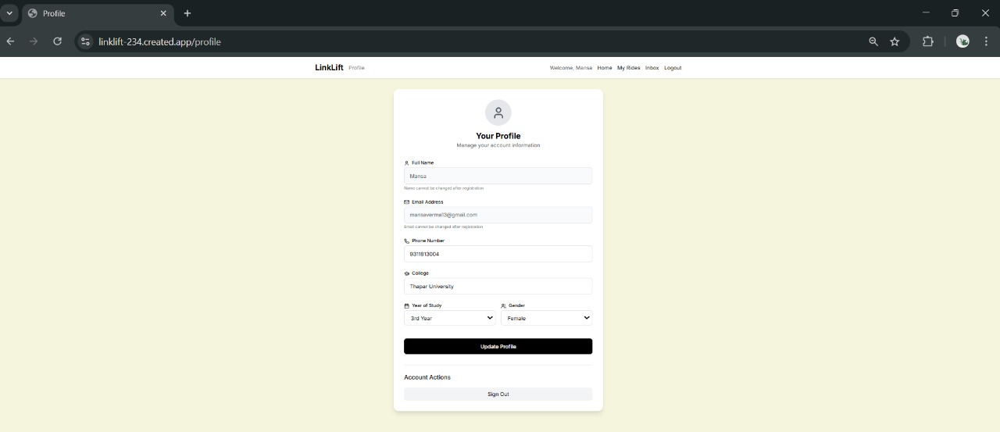 Profile
linklift-234.created.app/profile
LinkLift Profile Welcome, Mansa Home My Rides Inbox Logout
Your Profile
Manage your account information
Full Name
Mansa
Name cannot be changed after registration
Email Address
mansaverma13@gmail.com
Email cannot be changed after registration
Phone Number
9311813004
College
Thapar University
Year of Study Gender
3rd Year Female
Update Profile
Account Actions
Sign Out